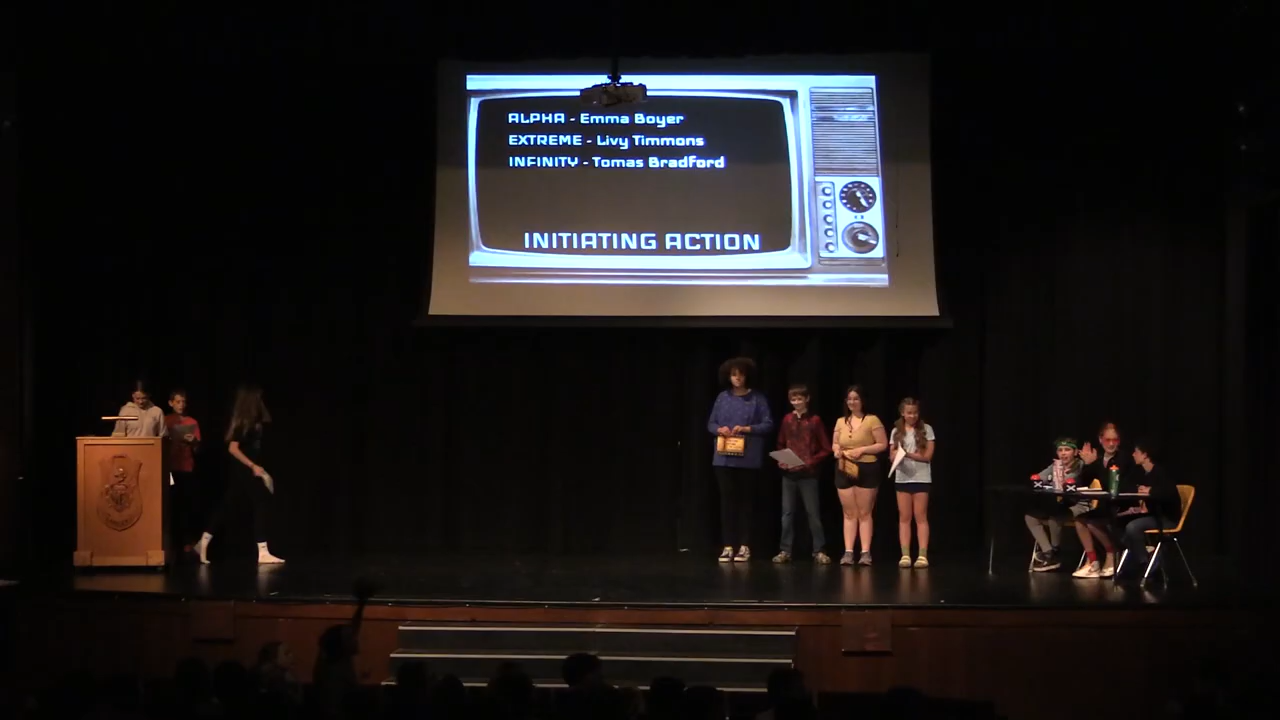 ALPHA - Emma Boyer
EXTREME - Livy Timmons
INFINITY - Tomas Bradford
INITIATING ACTION